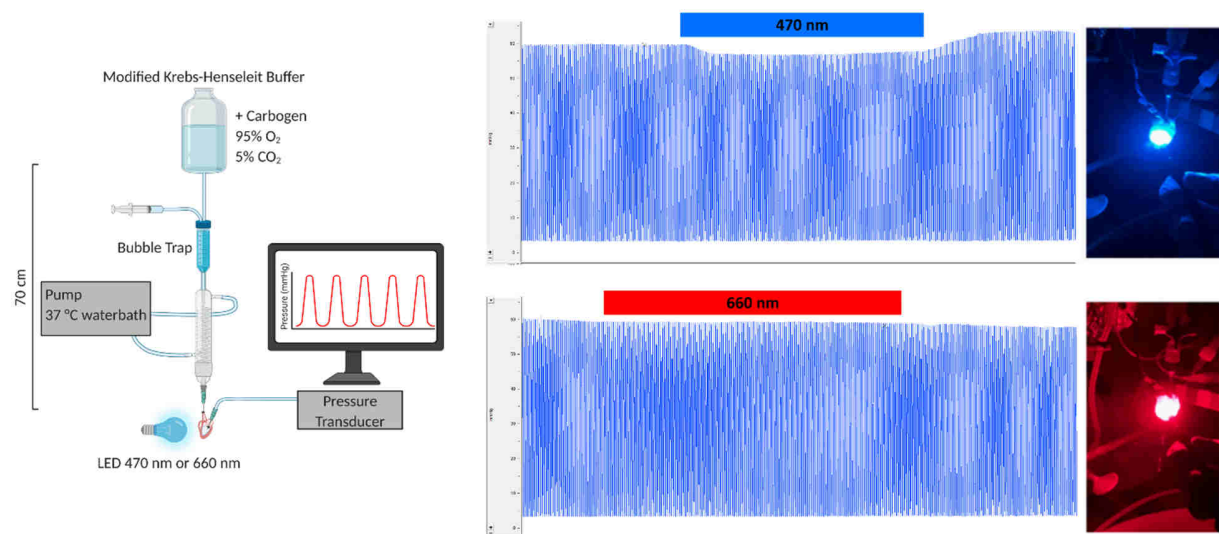 Modified Krebs-Henseleit Buffer
+ Carbogen
95% O₂
5% CO₂
70 cm
Bubble Trap
Pump
37 °C waterbath
Pressure (mmHg)
Pressure
Transducer
LED 470 nm or 660 nm
470 nm
660 nm